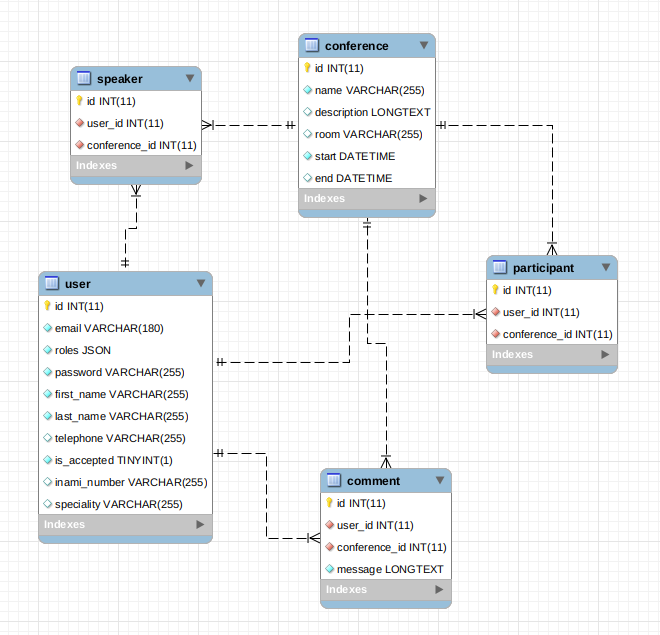 conference
id INT(11)
name VARCHAR(255)
description LONGTEXT
room VARCHAR(255)
start DATETIME
end DATETIME
Indexes
speaker
id INT(11)
user_id INT(11)
conference_id INT(11)
Indexes
participant
id INT(11)
user_id INT(11)
conference_id INT(11)
Indexes
user
id INT(11)
email VARCHAR(180)
roles JSON
password VARCHAR(255)
first_name VARCHAR(255)
last_name VARCHAR(255)
telephone VARCHAR(255)
is_accepted TINYINT(1)
inami_number VARCHAR(255)
speciality VARCHAR(255)
Indexes
comment
id INT(11)
user_id INT(11)
conference_id INT(11)
message LONGTEXT
Indexes